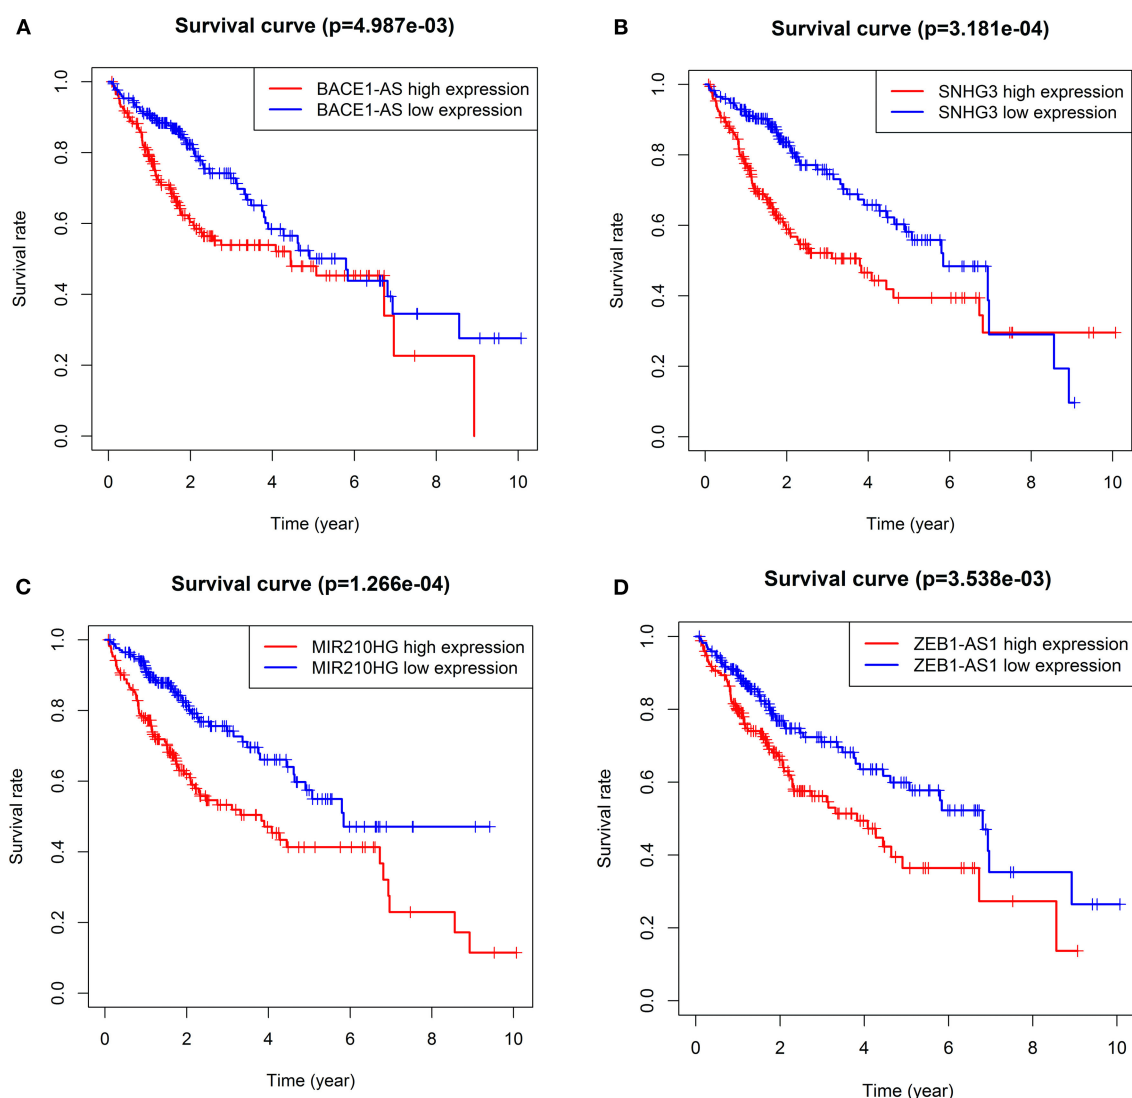 A
Survival curve (p=4.987e-03)
BACE1-AS high expression
BACE1-AS low expression
Survival rate
1.0
0.8
0.6
0.4
0.2
0.0
0 2 4 6 8 10
Time (year)
B
Survival curve (p=3.181e-04)
SNHG3 high expression
SNHG3 low expression
Survival rate
1.0
0.8
0.6
0.4
0.2
0.0
0 2 4 6 8 10
Time (year)
C
Survival curve (p=1.266e-04)
MIR210HG high expression
MIR210HG low expression
Survival rate
1.0
0.8
0.6
0.4
0.2
0.0
0 2 4 6 8 10
Time (year)
D
Survival curve (p=3.538e-03)
ZEB1-AS1 high expression
ZEB1-AS1 low expression
Survival rate
1.0
0.8
0.6
0.4
0.2
0.0
0 2 4 6 8 10
Time (year)